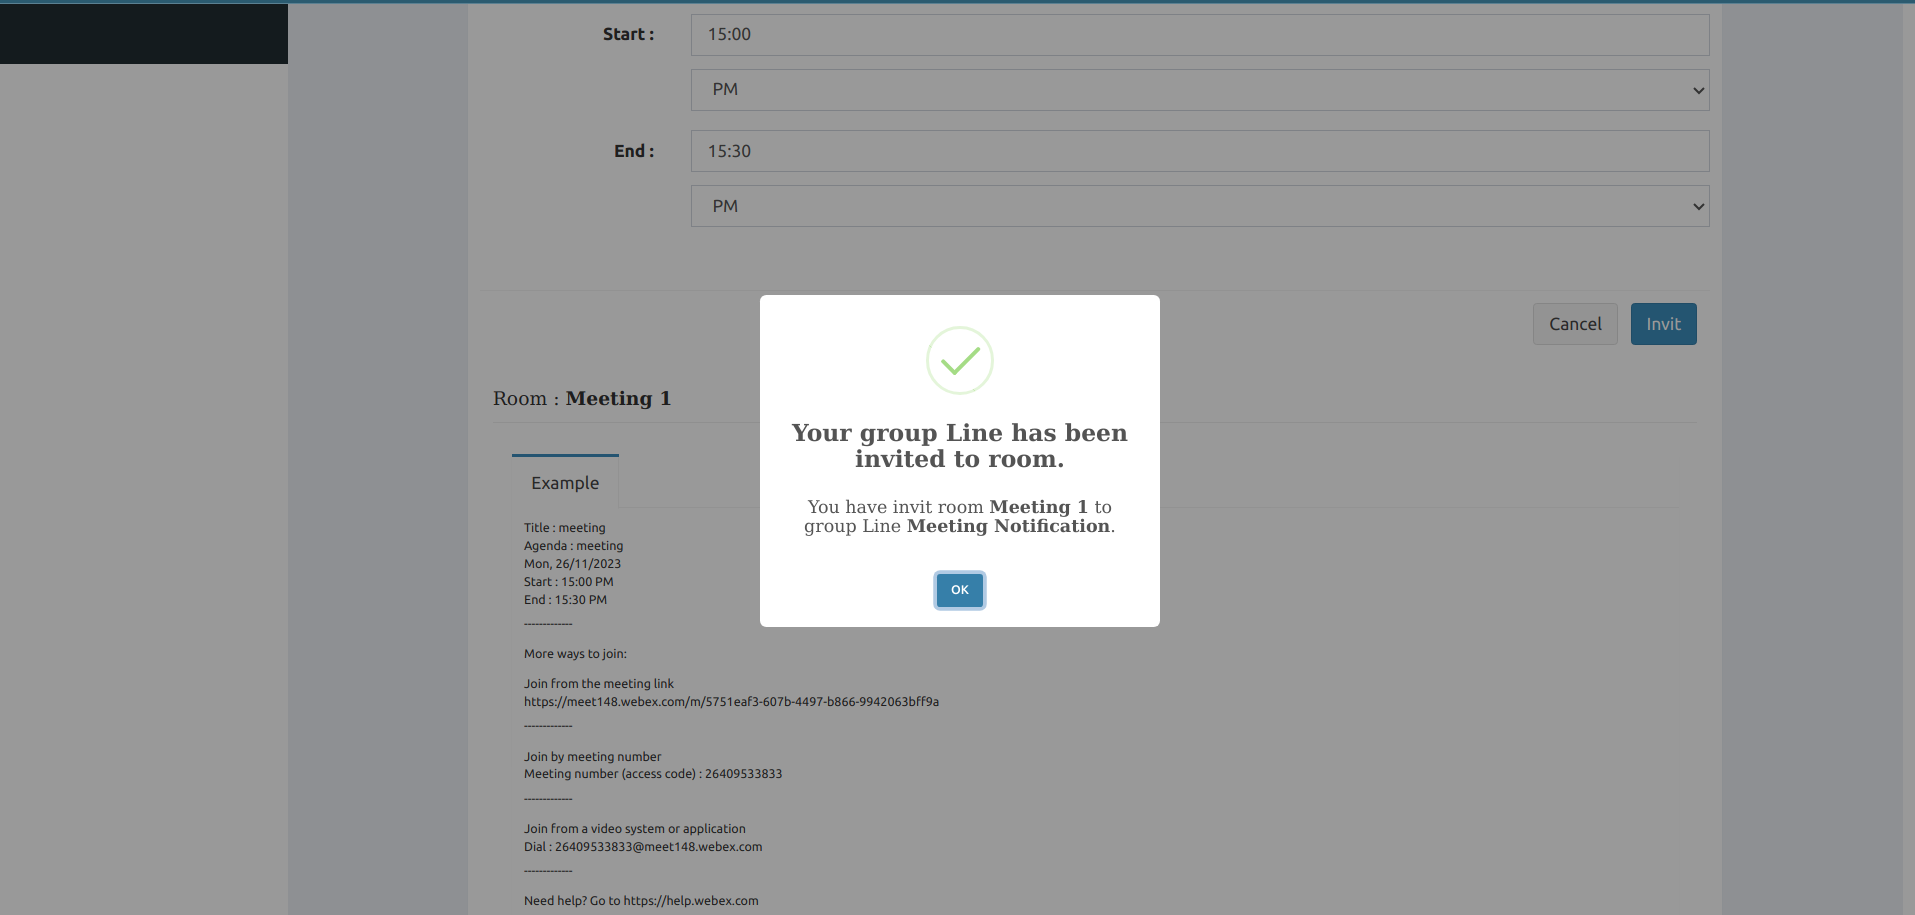 Start :
15:00
PM
End :
15:30
PM
Cancel
Invit
Room : Meeting 1
Your group Line has been
invited to room.
You have invit room Meeting 1 to
group Line Meeting Notification.
OK
Example
Title : meeting
Agenda : meeting
Mon, 26/11/2023
Start : 15:00 PM
End : 15:30 PM
-------------
More ways to join:
Join from the meeting link
https://meet148.webex.com/m/5751eaf3-607b-4497-b866-9942063bff9a
-------------
Join by meeting number
Meeting number (access code) : 26409533833
-------------
Join from a video system or application
Dial : 26409533833@meet148.webex.com
-------------
Need help? Go to https://help.webex.com